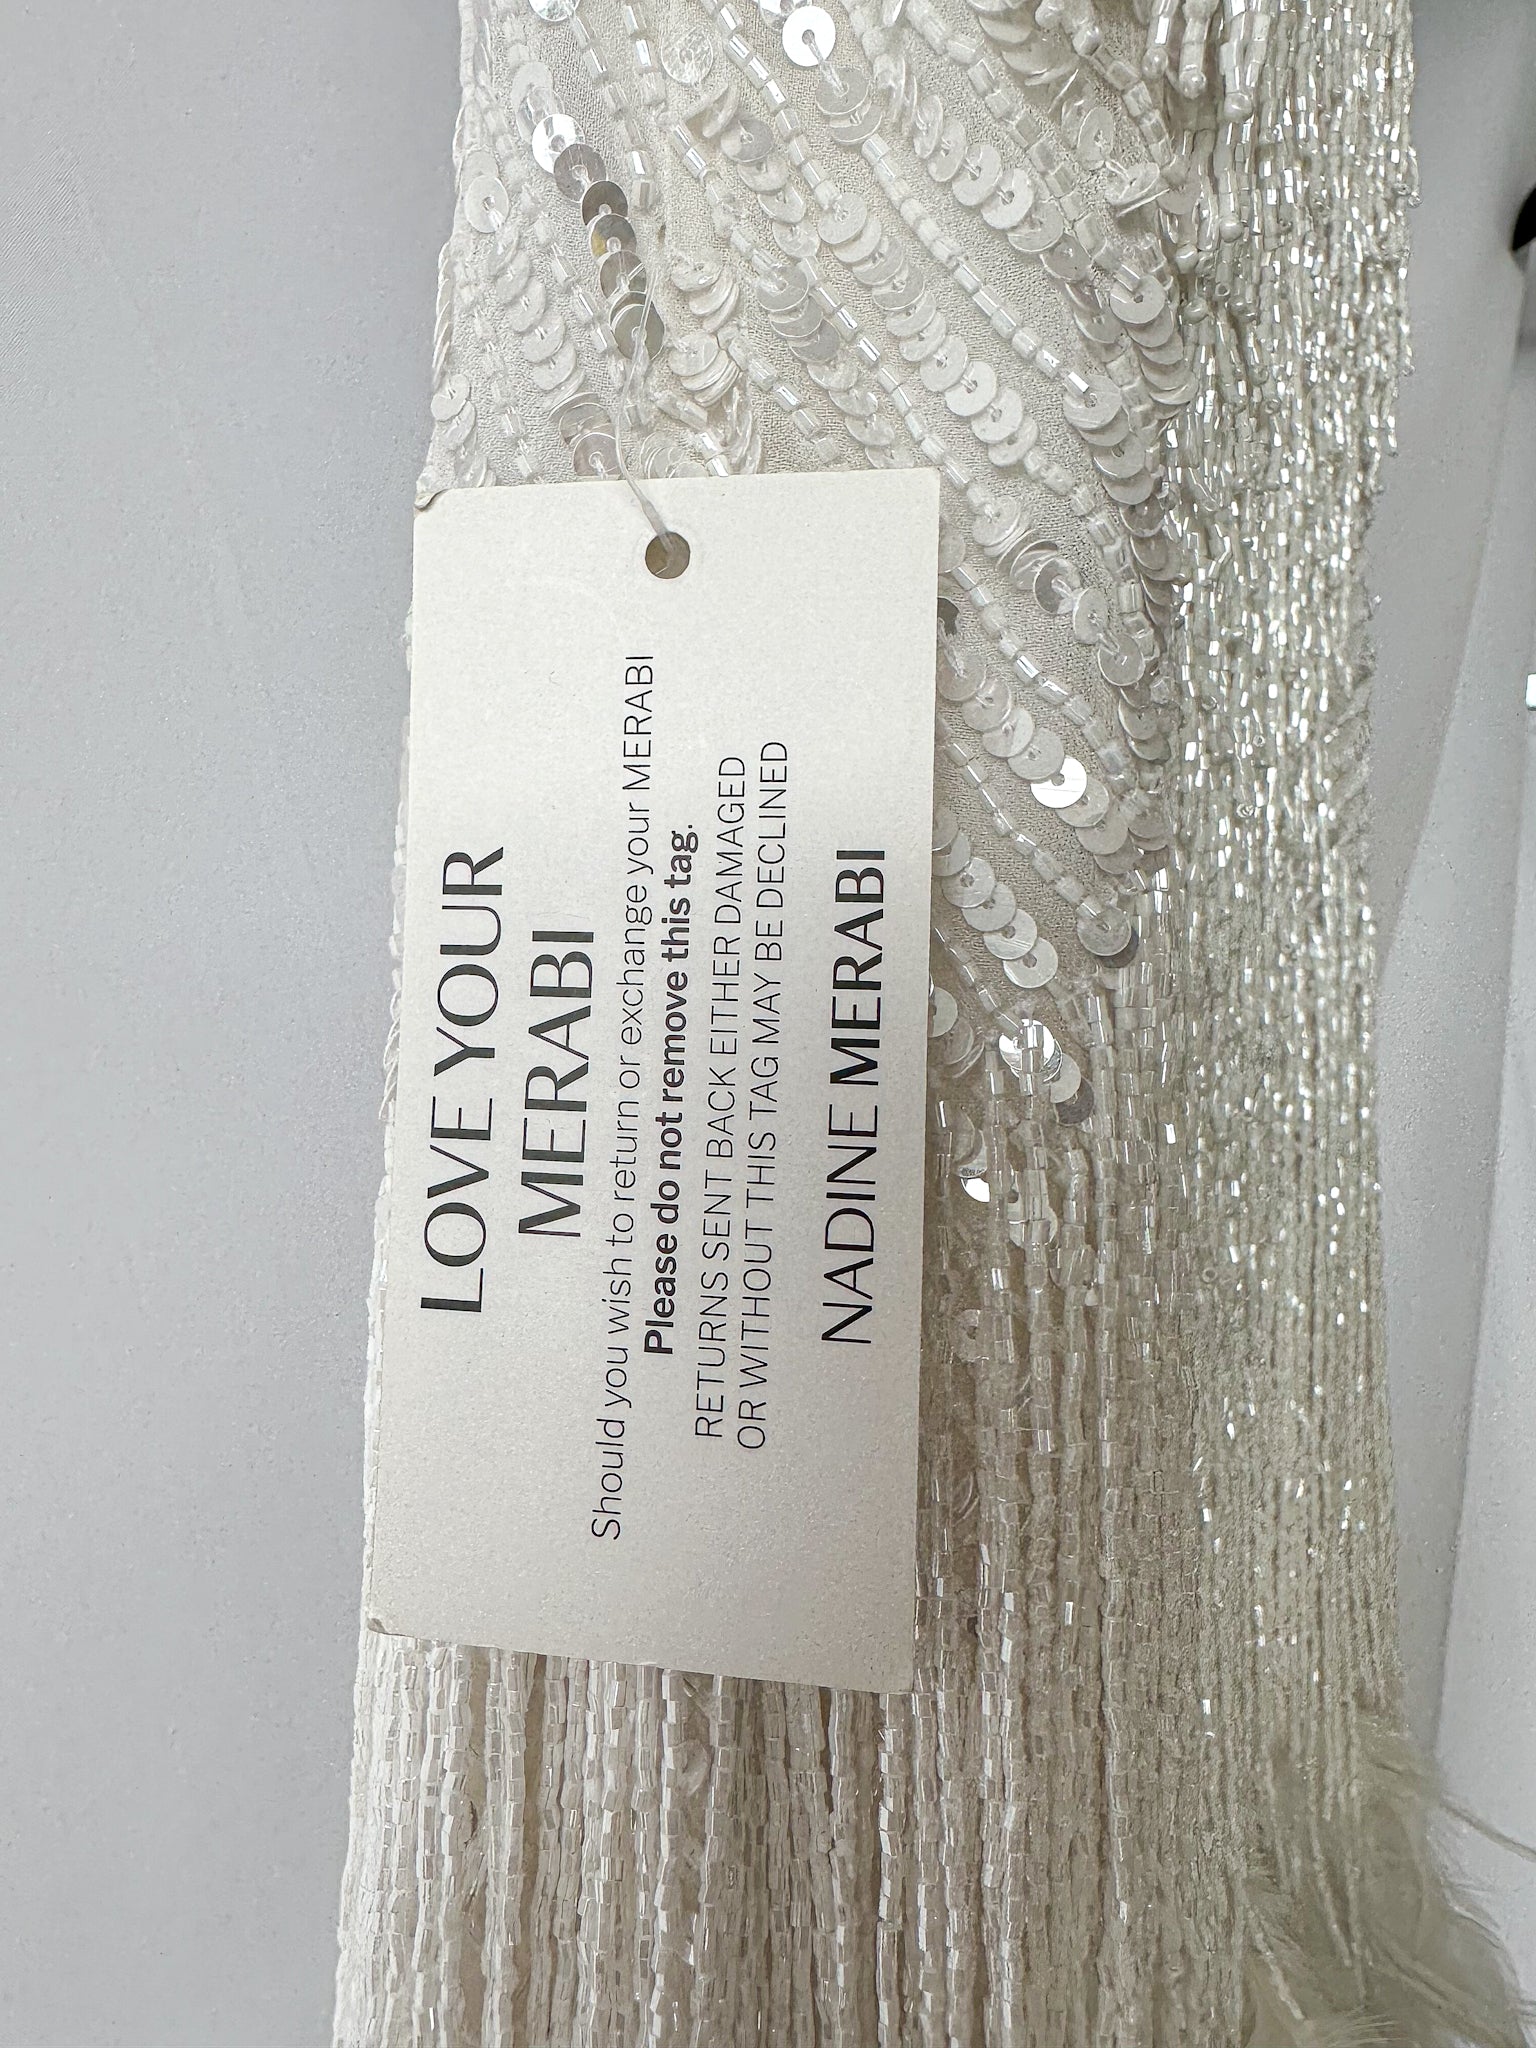 LOVE YOUR
MERABI
Should you wish to return or exchange your MERABI
Please do not remove this tag.
RETURNS SENT BACK EITHER DAMAGED
OR WITHOUT THIS TAG MAY BE DECLINED
NADINE MERABI